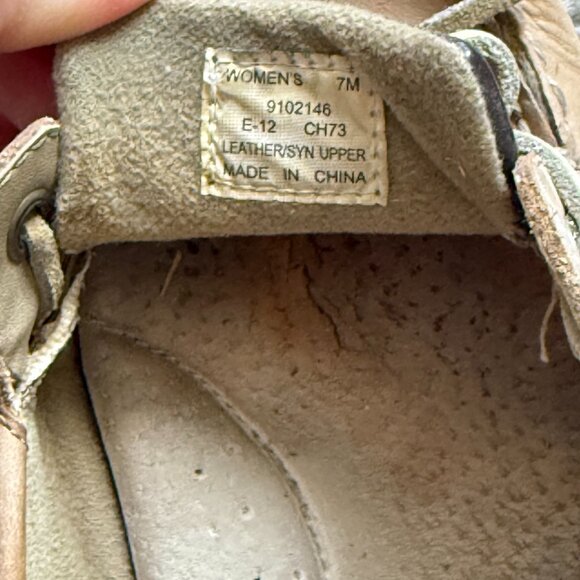 WOMEN'S 7M
9102146
E-12 CH73
LEATHER/SYN UPPER
MADE IN CHINA